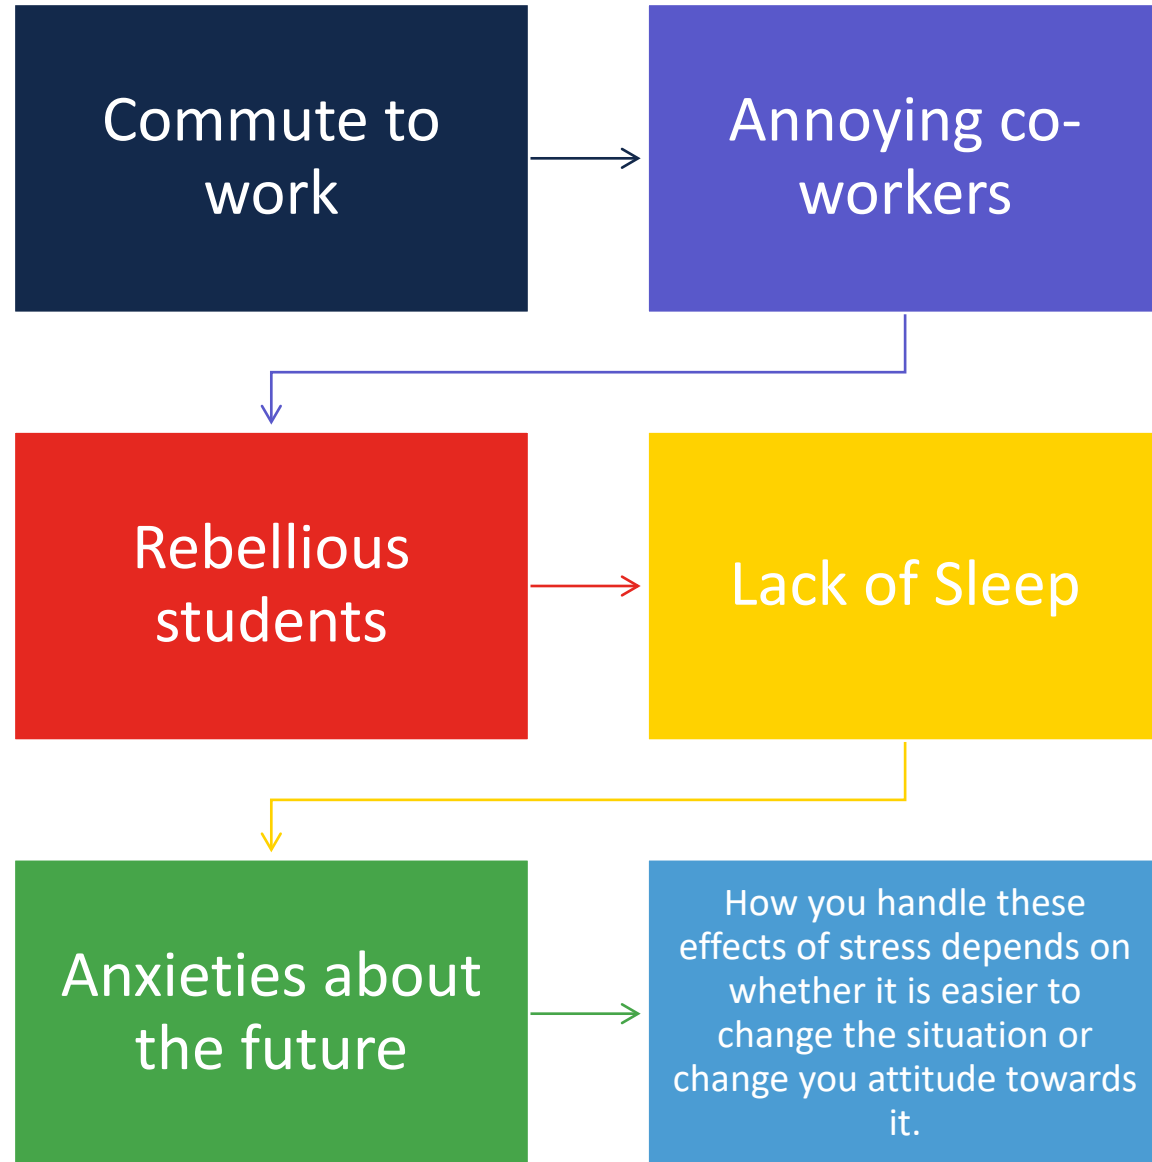 Commute to
work
Annoying co-
workers
Rebellious
students
Lack of Sleep
Anxieties about
the future
How you handle these
effects of stress depends on
whether it is easier to
change the situation or
change you attitude towards
it.